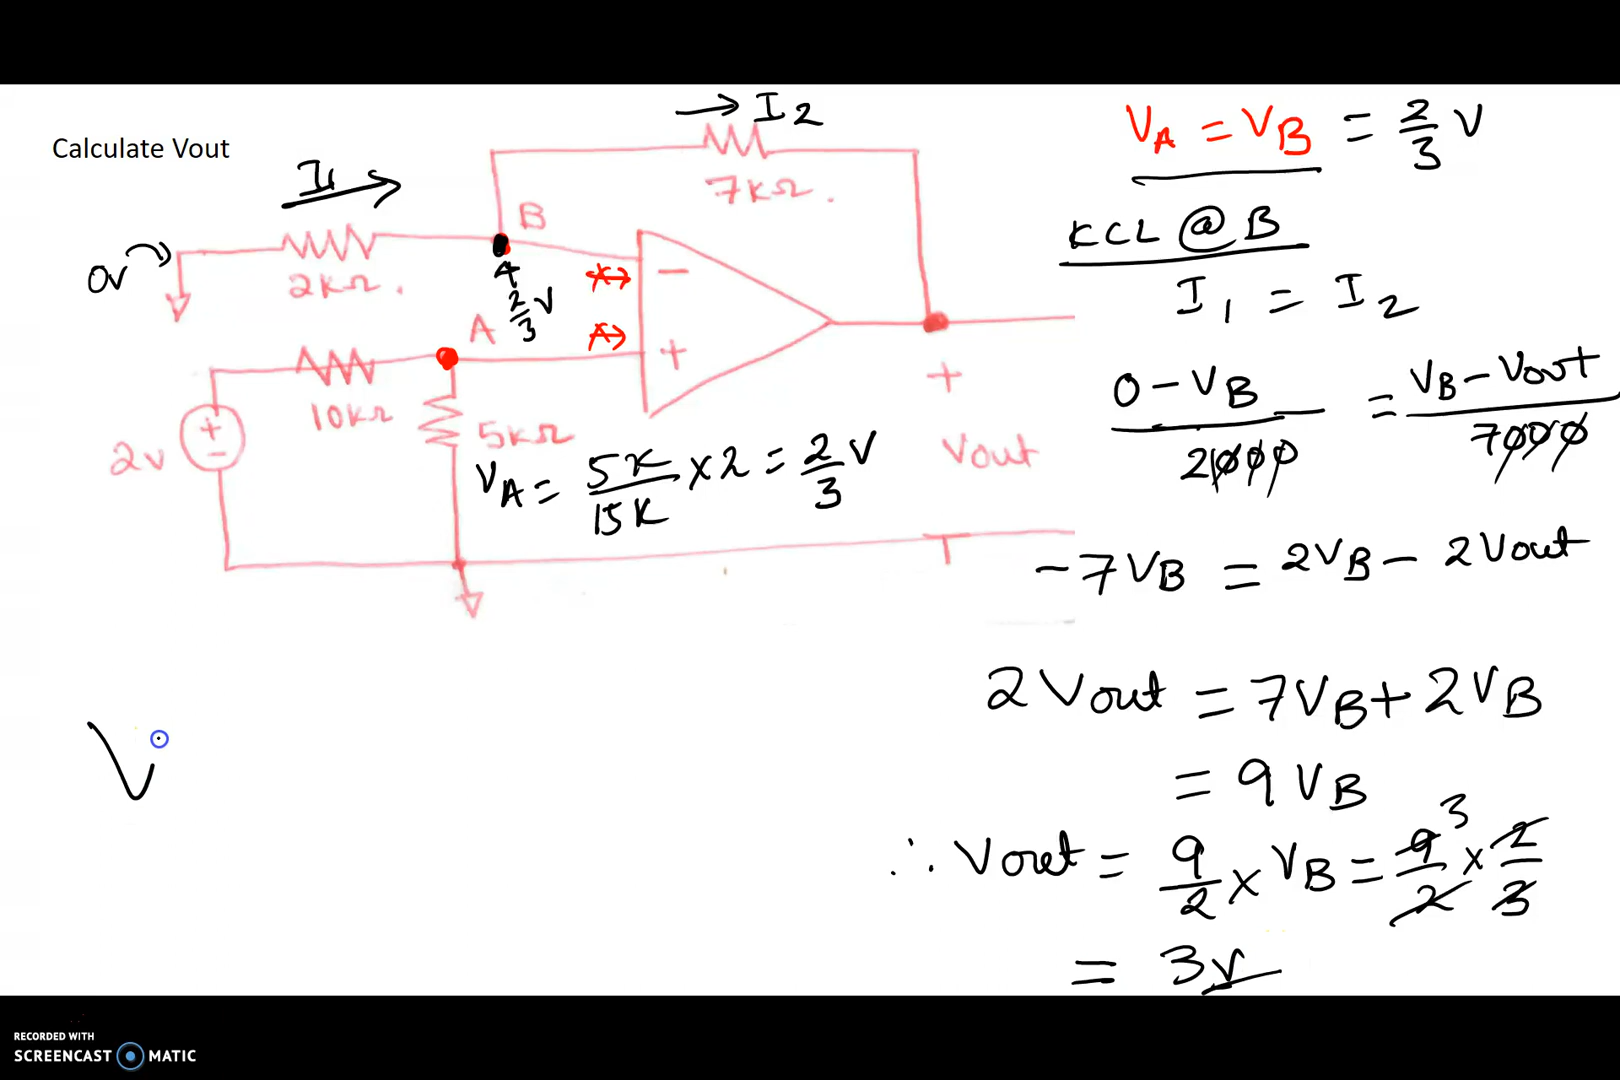 Calculate Vout
I1
I2
7kΩ.
B
0v
2kΩ.
2/3 V
A
−
+
10kΩ
5kΩ
2v
+
−
VA = 5K/15K x 2 = 2/3 V
+
Vout
−
VA = VB = 2/3 V
KCL @ B
I1 = I2
0 − VB / 2000 = VB − Vout / 7000
−7VB = 2VB − 2Vout
2Vout = 7VB + 2VB
= 9VB
∴ Vout = 9/2 x VB = 9/2 3 x 2/3
= 3v
V
RECORDED WITH
SCREENCAST MATIC